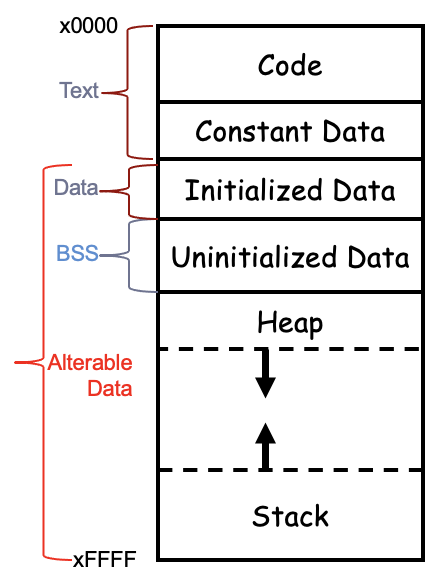 x0000
Code
Text
Constant Data
Data
Initialized Data
BSS
Uninitialized Data
Heap
Alterable
Data
Stack
xFFFF